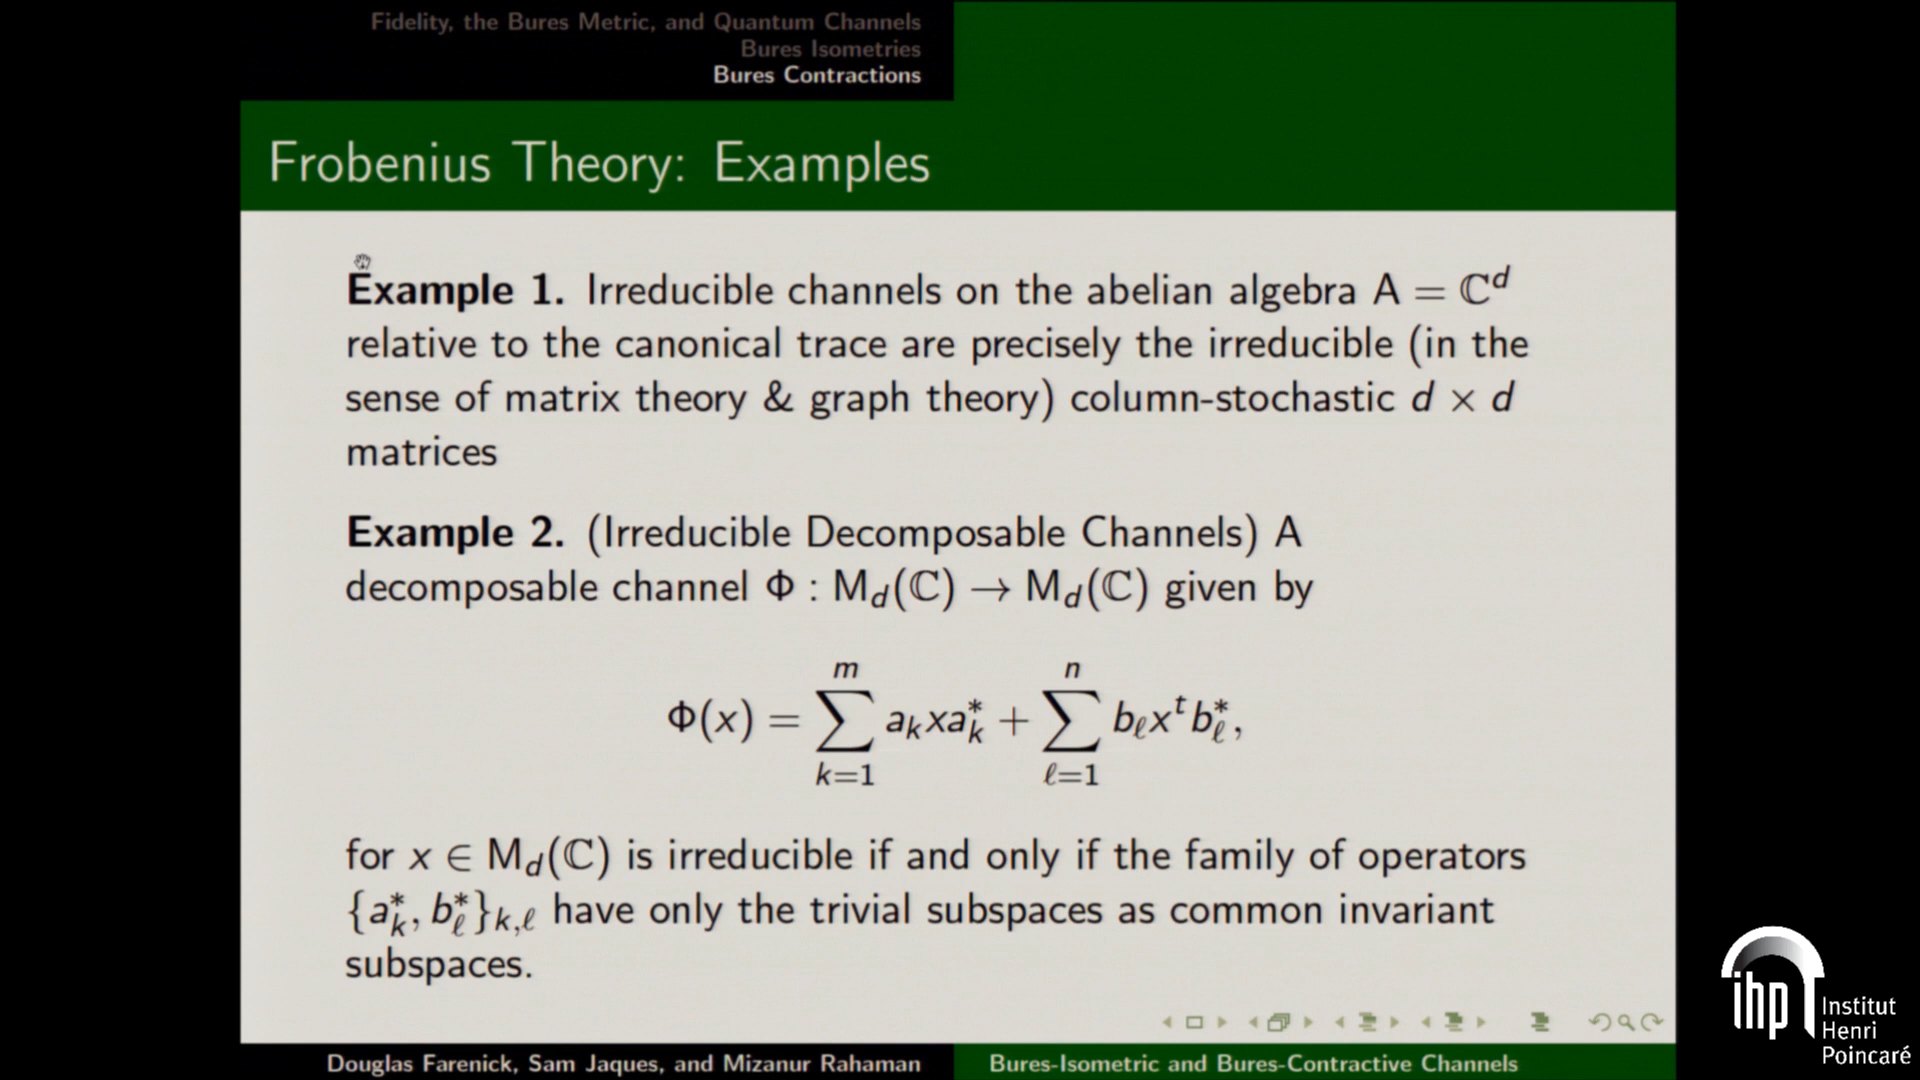 Fidelity, the Bures Metric, and Quantum Channels
Bures Isometries
Bures Contractions
Frobenius Theory: Examples
Example 1. Irreducible channels on the abelian algebra A = ℂᵈ
relative to the canonical trace are precisely the irreducible (in the
sense of matrix theory & graph theory) column-stochastic d × d
matrices
Example 2. (Irreducible Decomposable Channels) A
decomposable channel Φ : M_d(ℂ) → M_d(ℂ) given by
Φ(x) = ∑_{k=1}^{m} a_k x a_k^* + ∑_{ℓ=1}^{n} b_ℓ x^t b_ℓ^*,
for x ∈ M_d(ℂ) is irreducible if and only if the family of operators
{a_k^*, b_ℓ^*}_{k,ℓ} have only the trivial subspaces as common invariant
subspaces.
Douglas Farenick, Sam Jaques, and Mizanur Rahaman
Bures-Isometric and Bures-Contractive Channels
ihp
Institut
Henri
Poincaré